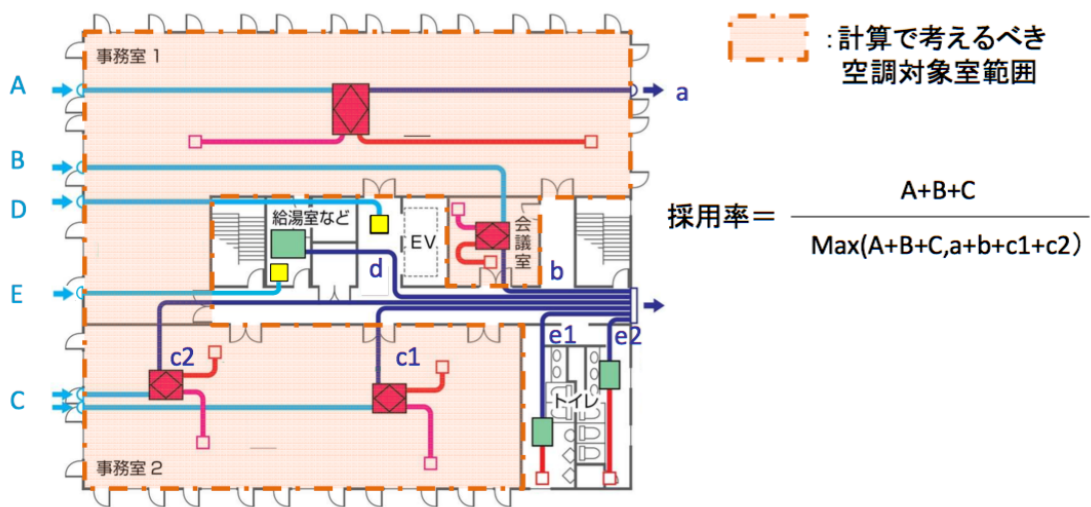 事務室1
:計算で考えるべき
空調対象室範囲
A
a
B
D
給湯室など
EV
会議室
採用率= A+B+C
Max(A+B+C,a+b+c1+c2)
d
b
E
e1
e2
c2
c1
C
トイレ
事務室2